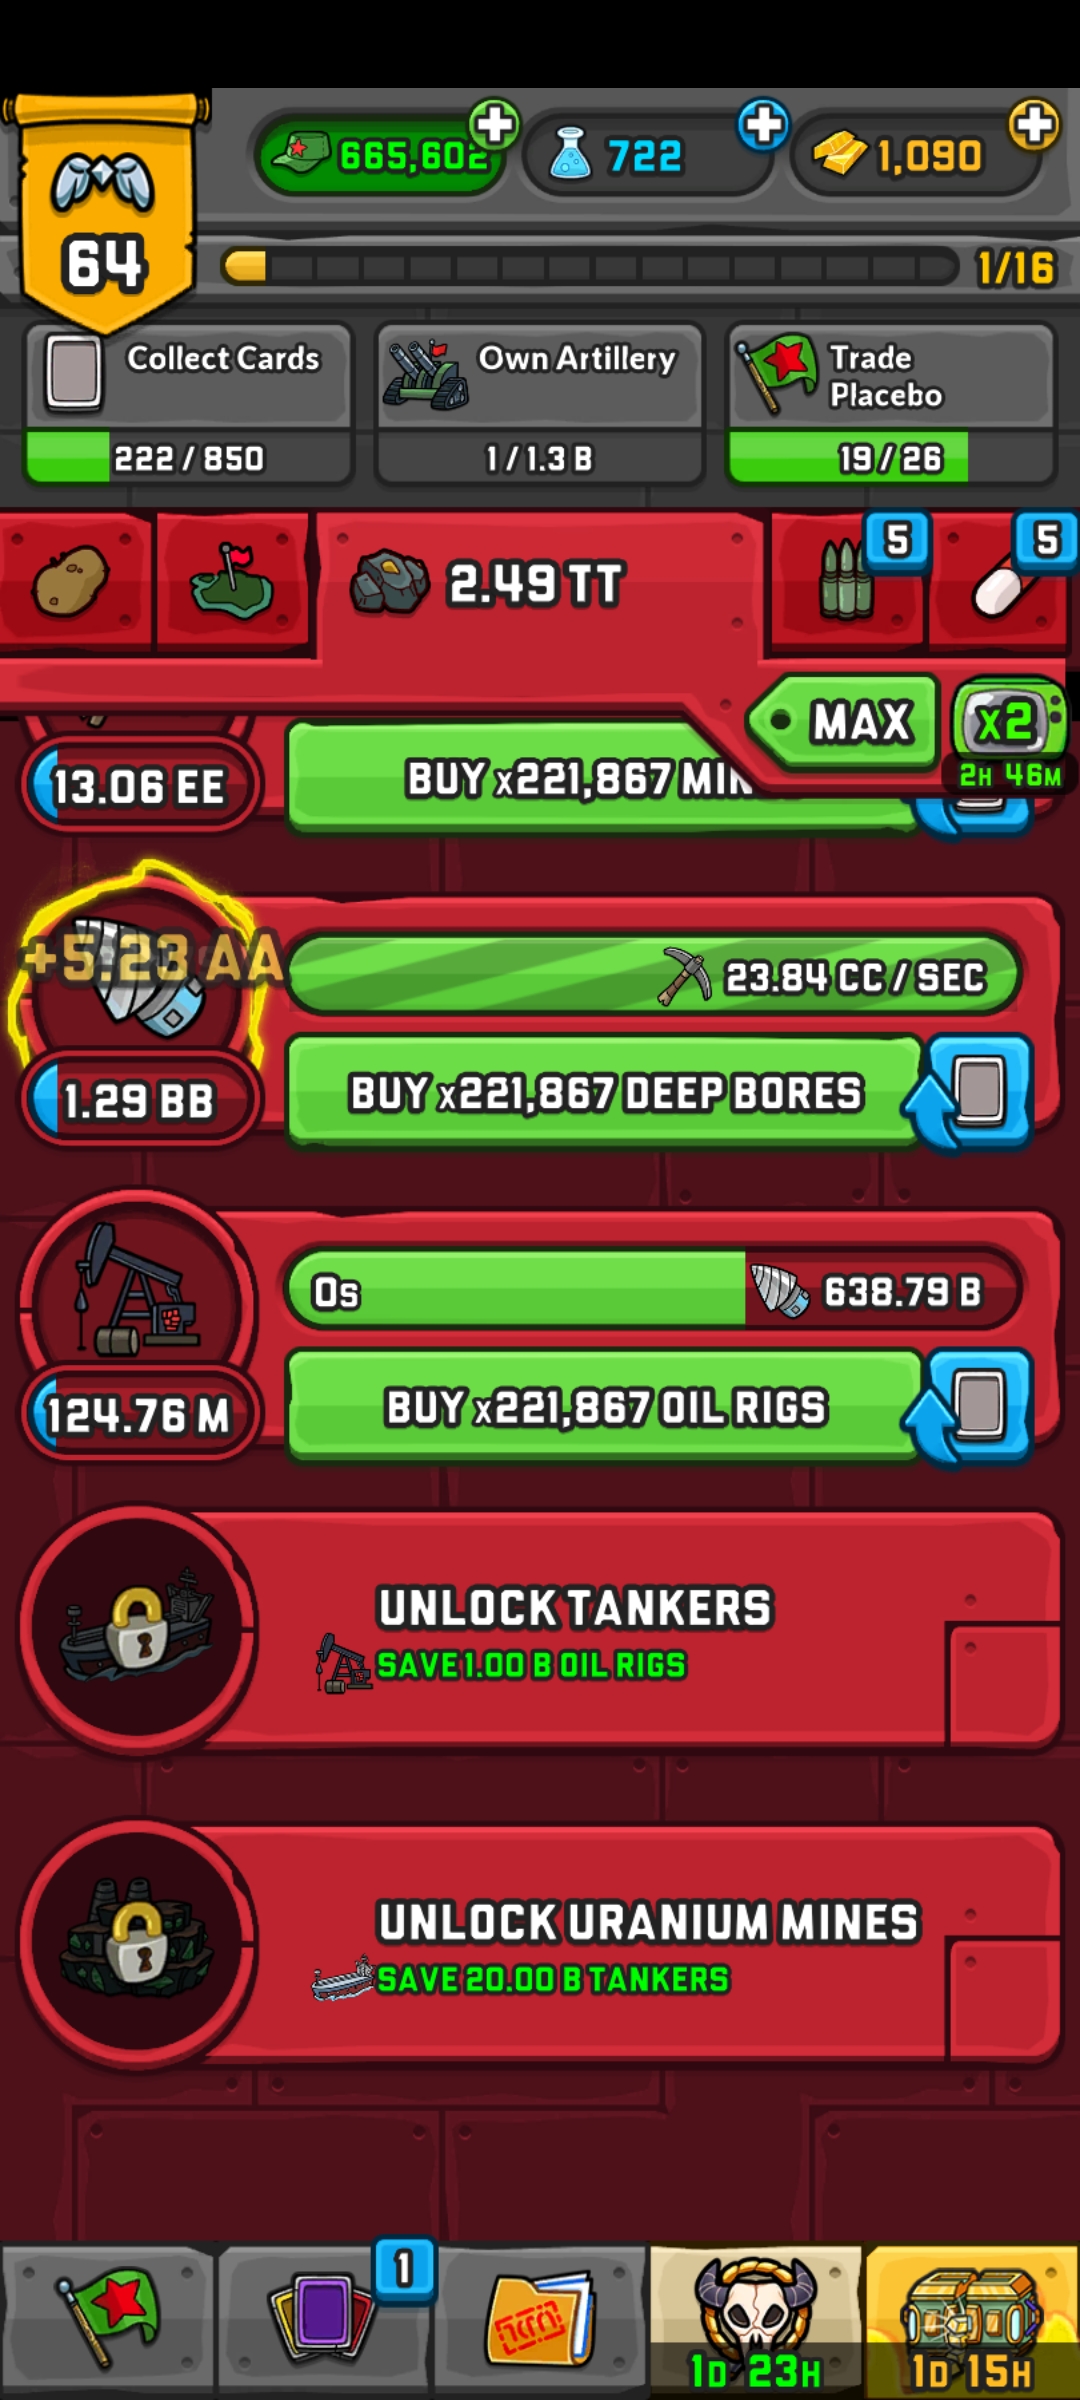 665,602
722
1,090
64
1/16
Collect Cards
222 / 850
Own Artillery
1 / 1.3 B
Trade
Placebo
19 / 26
2.49 TT
5
5
MAX
x2
2H 46M
13.06 EE
BUY x221,867
+5.23 AA
23.84 CC / SEC
1.29 BB
BUY x221,867 DEEP BORES
0s
638.79 B
124.76 M
BUY x221,867 OIL RIGS
UNLOCK TANKERS
SAVE 1.00 B OIL RIGS
UNLOCK URANIUM MINES
SAVE 20.00 B TANKERS
1
1D 23H
1D 15H